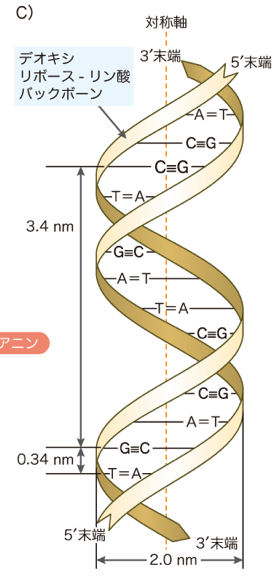 C)
対称軸
デオキシ
リボース - リン酸
バックボーン
3′末端
5′末端
A=T
C≡G
C≡G
T=A
3.4 nm
G≡C
A=T
T=A
C≡G
アニン
C≡G
A=T
G≡C
0.34 nm
T=A
5′末端
3′末端
2.0 nm